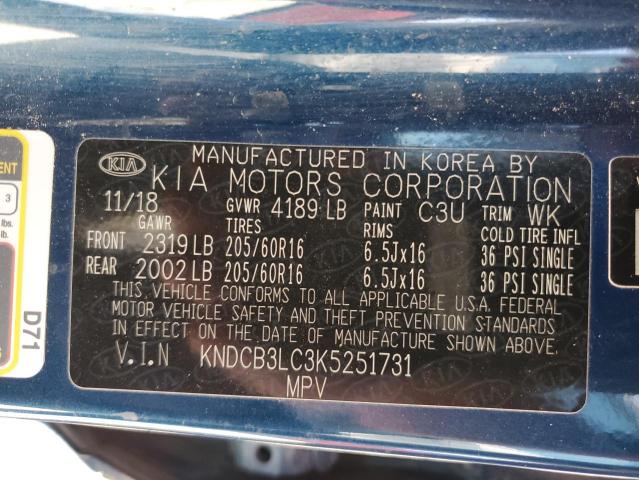 KIA
MANUFACTURED IN KOREA BY
KIA MOTORS CORPORATION
11/18 GVWR 4189 LB PAINT C3U TRIM WK
GAWR TIRES RIMS COLD TIRE INFL
FRONT 2319 LB 205/60R16 6.5Jx16 36 PSI SINGLE
REAR 2002 LB 205/60R16 6.5Jx16 36 PSI SINGLE
THIS VEHICLE CONFORMS TO ALL APPLICABLE U.S.A. FEDERAL
MOTOR VEHICLE SAFETY AND THEFT PREVENTION STANDARDS
IN EFFECT ON THE DATE OF MANUFACTURE SHOWN ABOVE.
V.I.N KNDCB3LC3K5251731
MPV
3
lbs.
lb.
D71